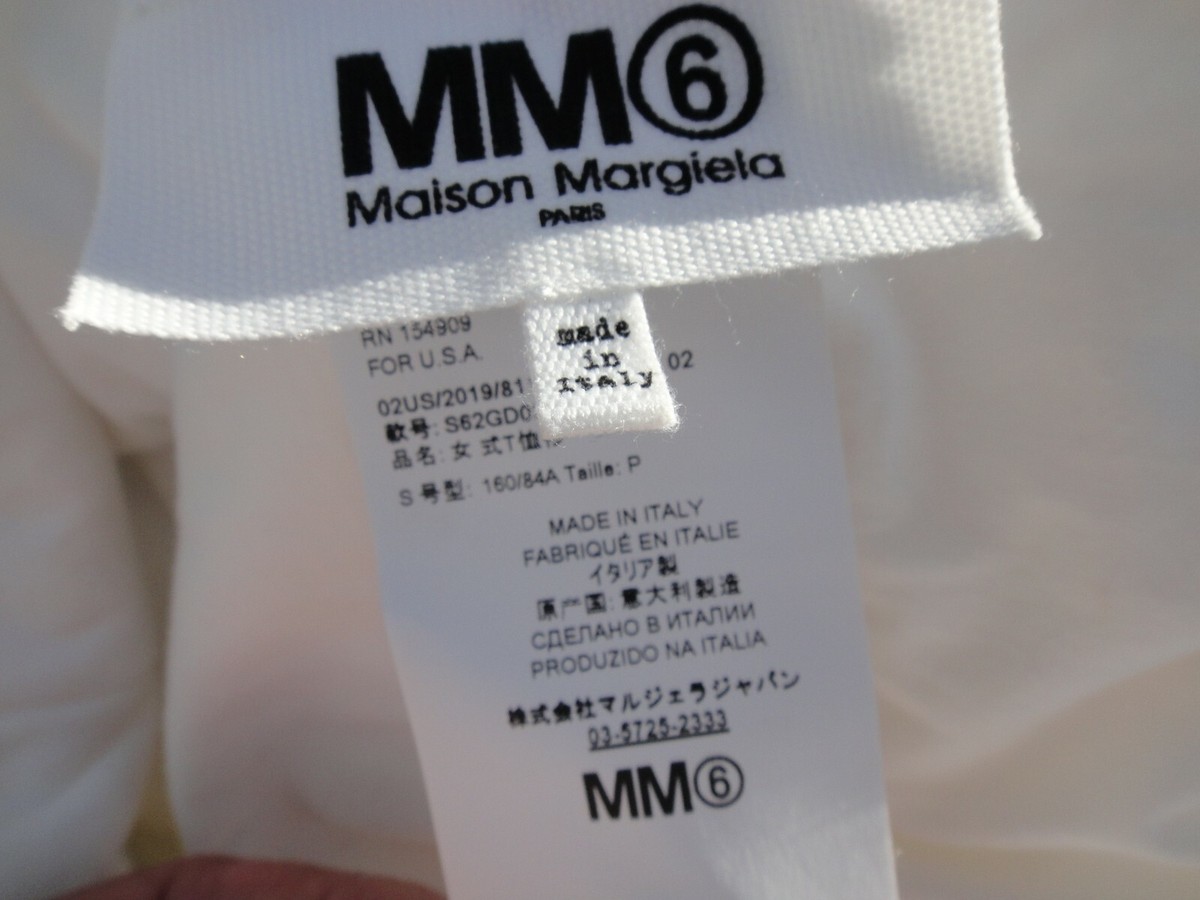 MM⑥
Maison Margiela
PARIS
made
in
Italy
RN 154909
FOR U.S.A.
02US/2019/81 02
款号: S62GD0
品名: 女式T恤
S 号型: 160/84A Taille: P
MADE IN ITALY
FABRIQUÉ EN ITALIE
イタリア製
原产国: 意大利製造
СДЕЛАНО В ИТАЛИИ
PRODUZIDO NA ITALIA
株式会社マルジェラジャパン
03-5725-2333
MM⑥